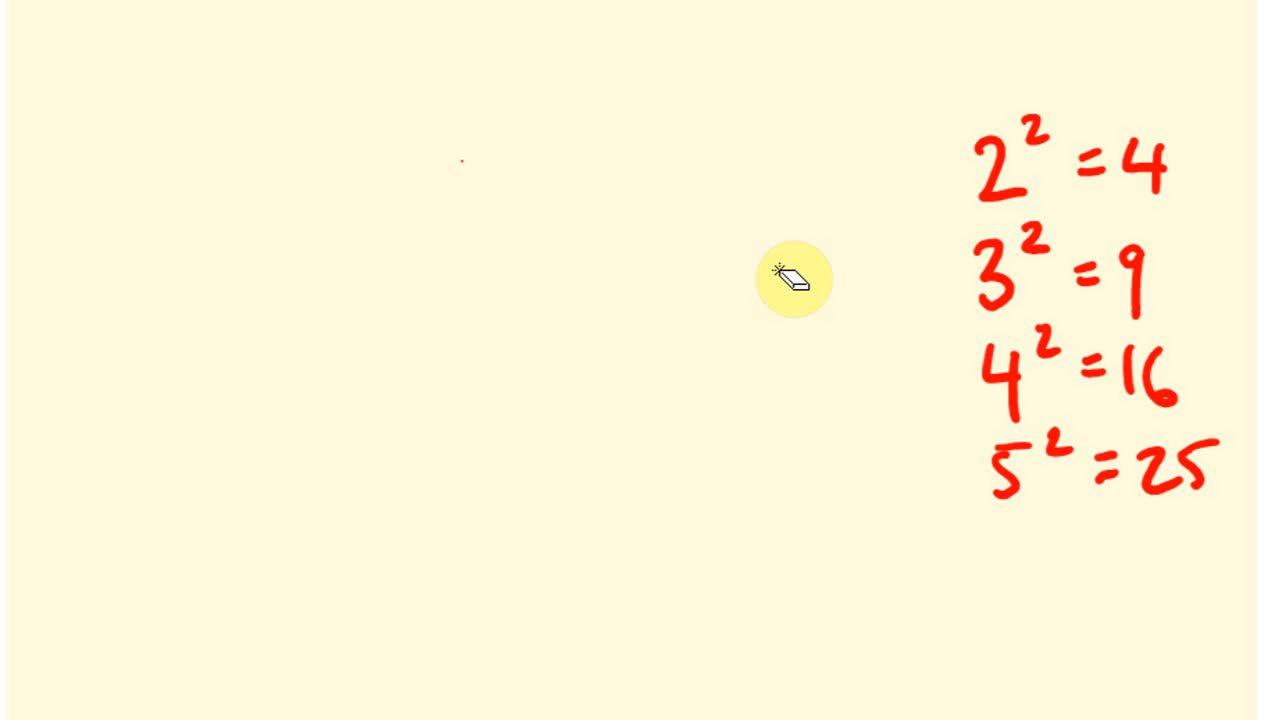 2² = 4
3² = 9
4² = 16
5² = 25